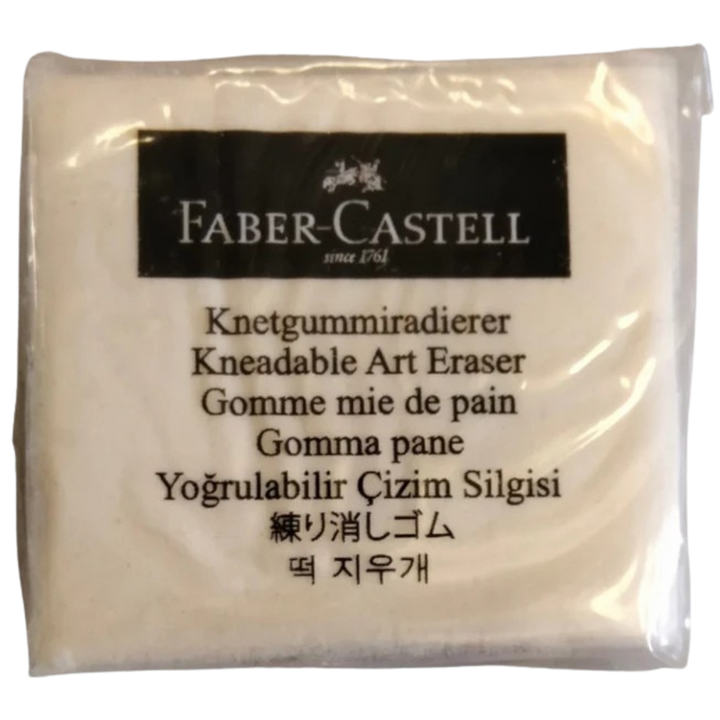 FABER-CASTELL
since 1761
Knetgummiradierer
Kneadable Art Eraser
Gomme mie de pain
Gomma pane
Yoğrulabilir Çizim Silgisi
練り消しゴム
떡 지우개